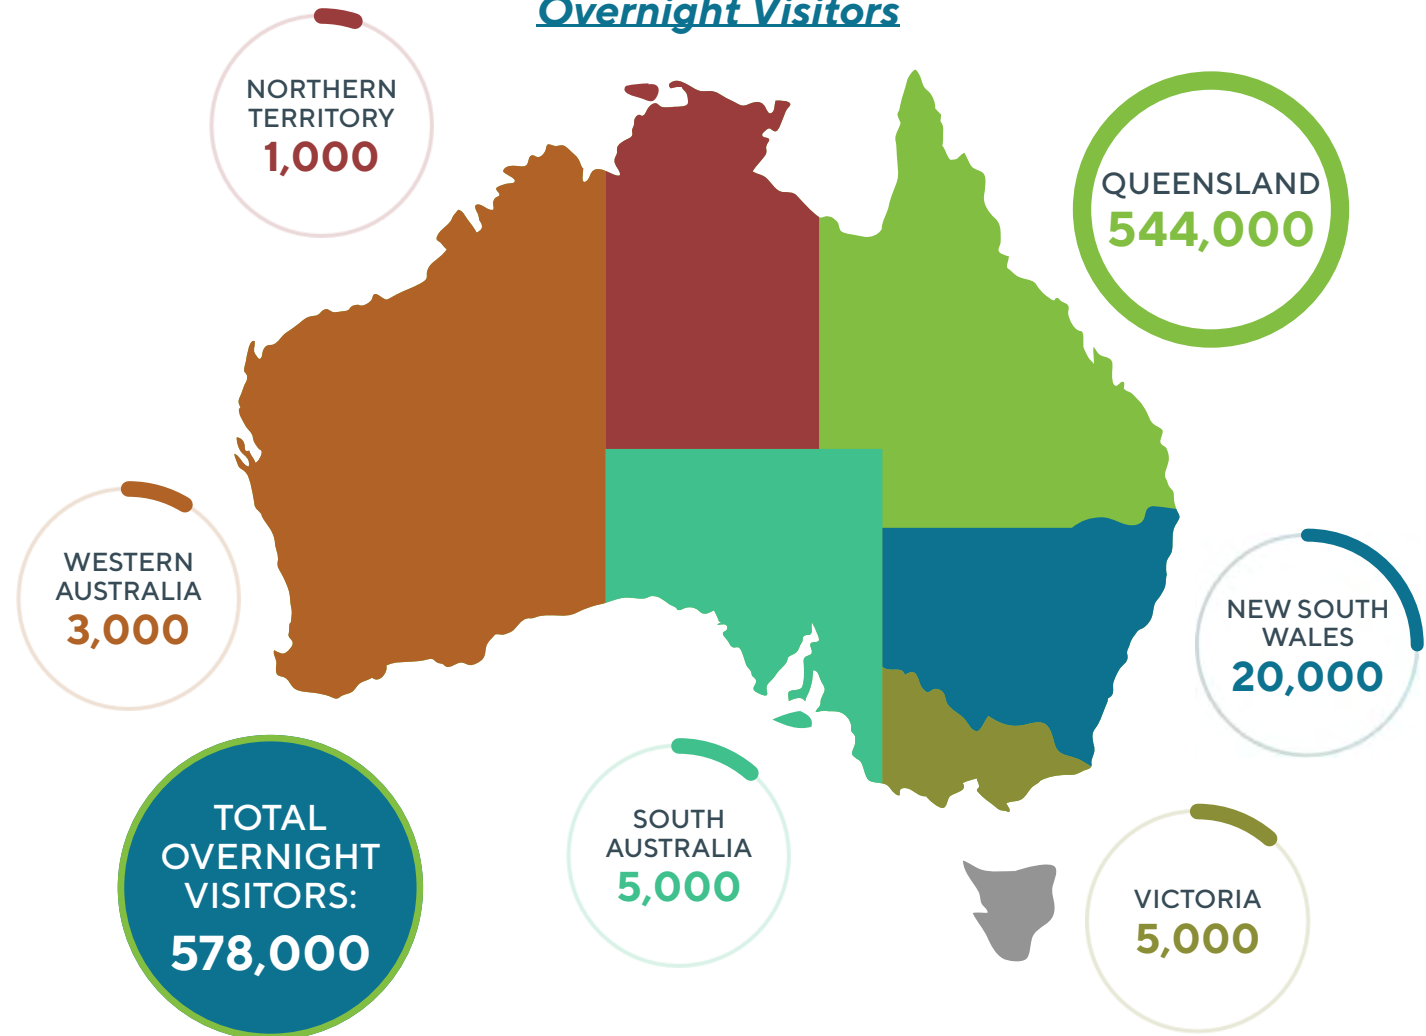 Overnight Visitors
NORTHERN
TERRITORY
1,000
QUEENSLAND
544,000
WESTERN
AUSTRALIA
3,000
NEW SOUTH
WALES
20,000
TOTAL
OVERNIGHT
VISITORS:
578,000
SOUTH
AUSTRALIA
5,000
VICTORIA
5,000